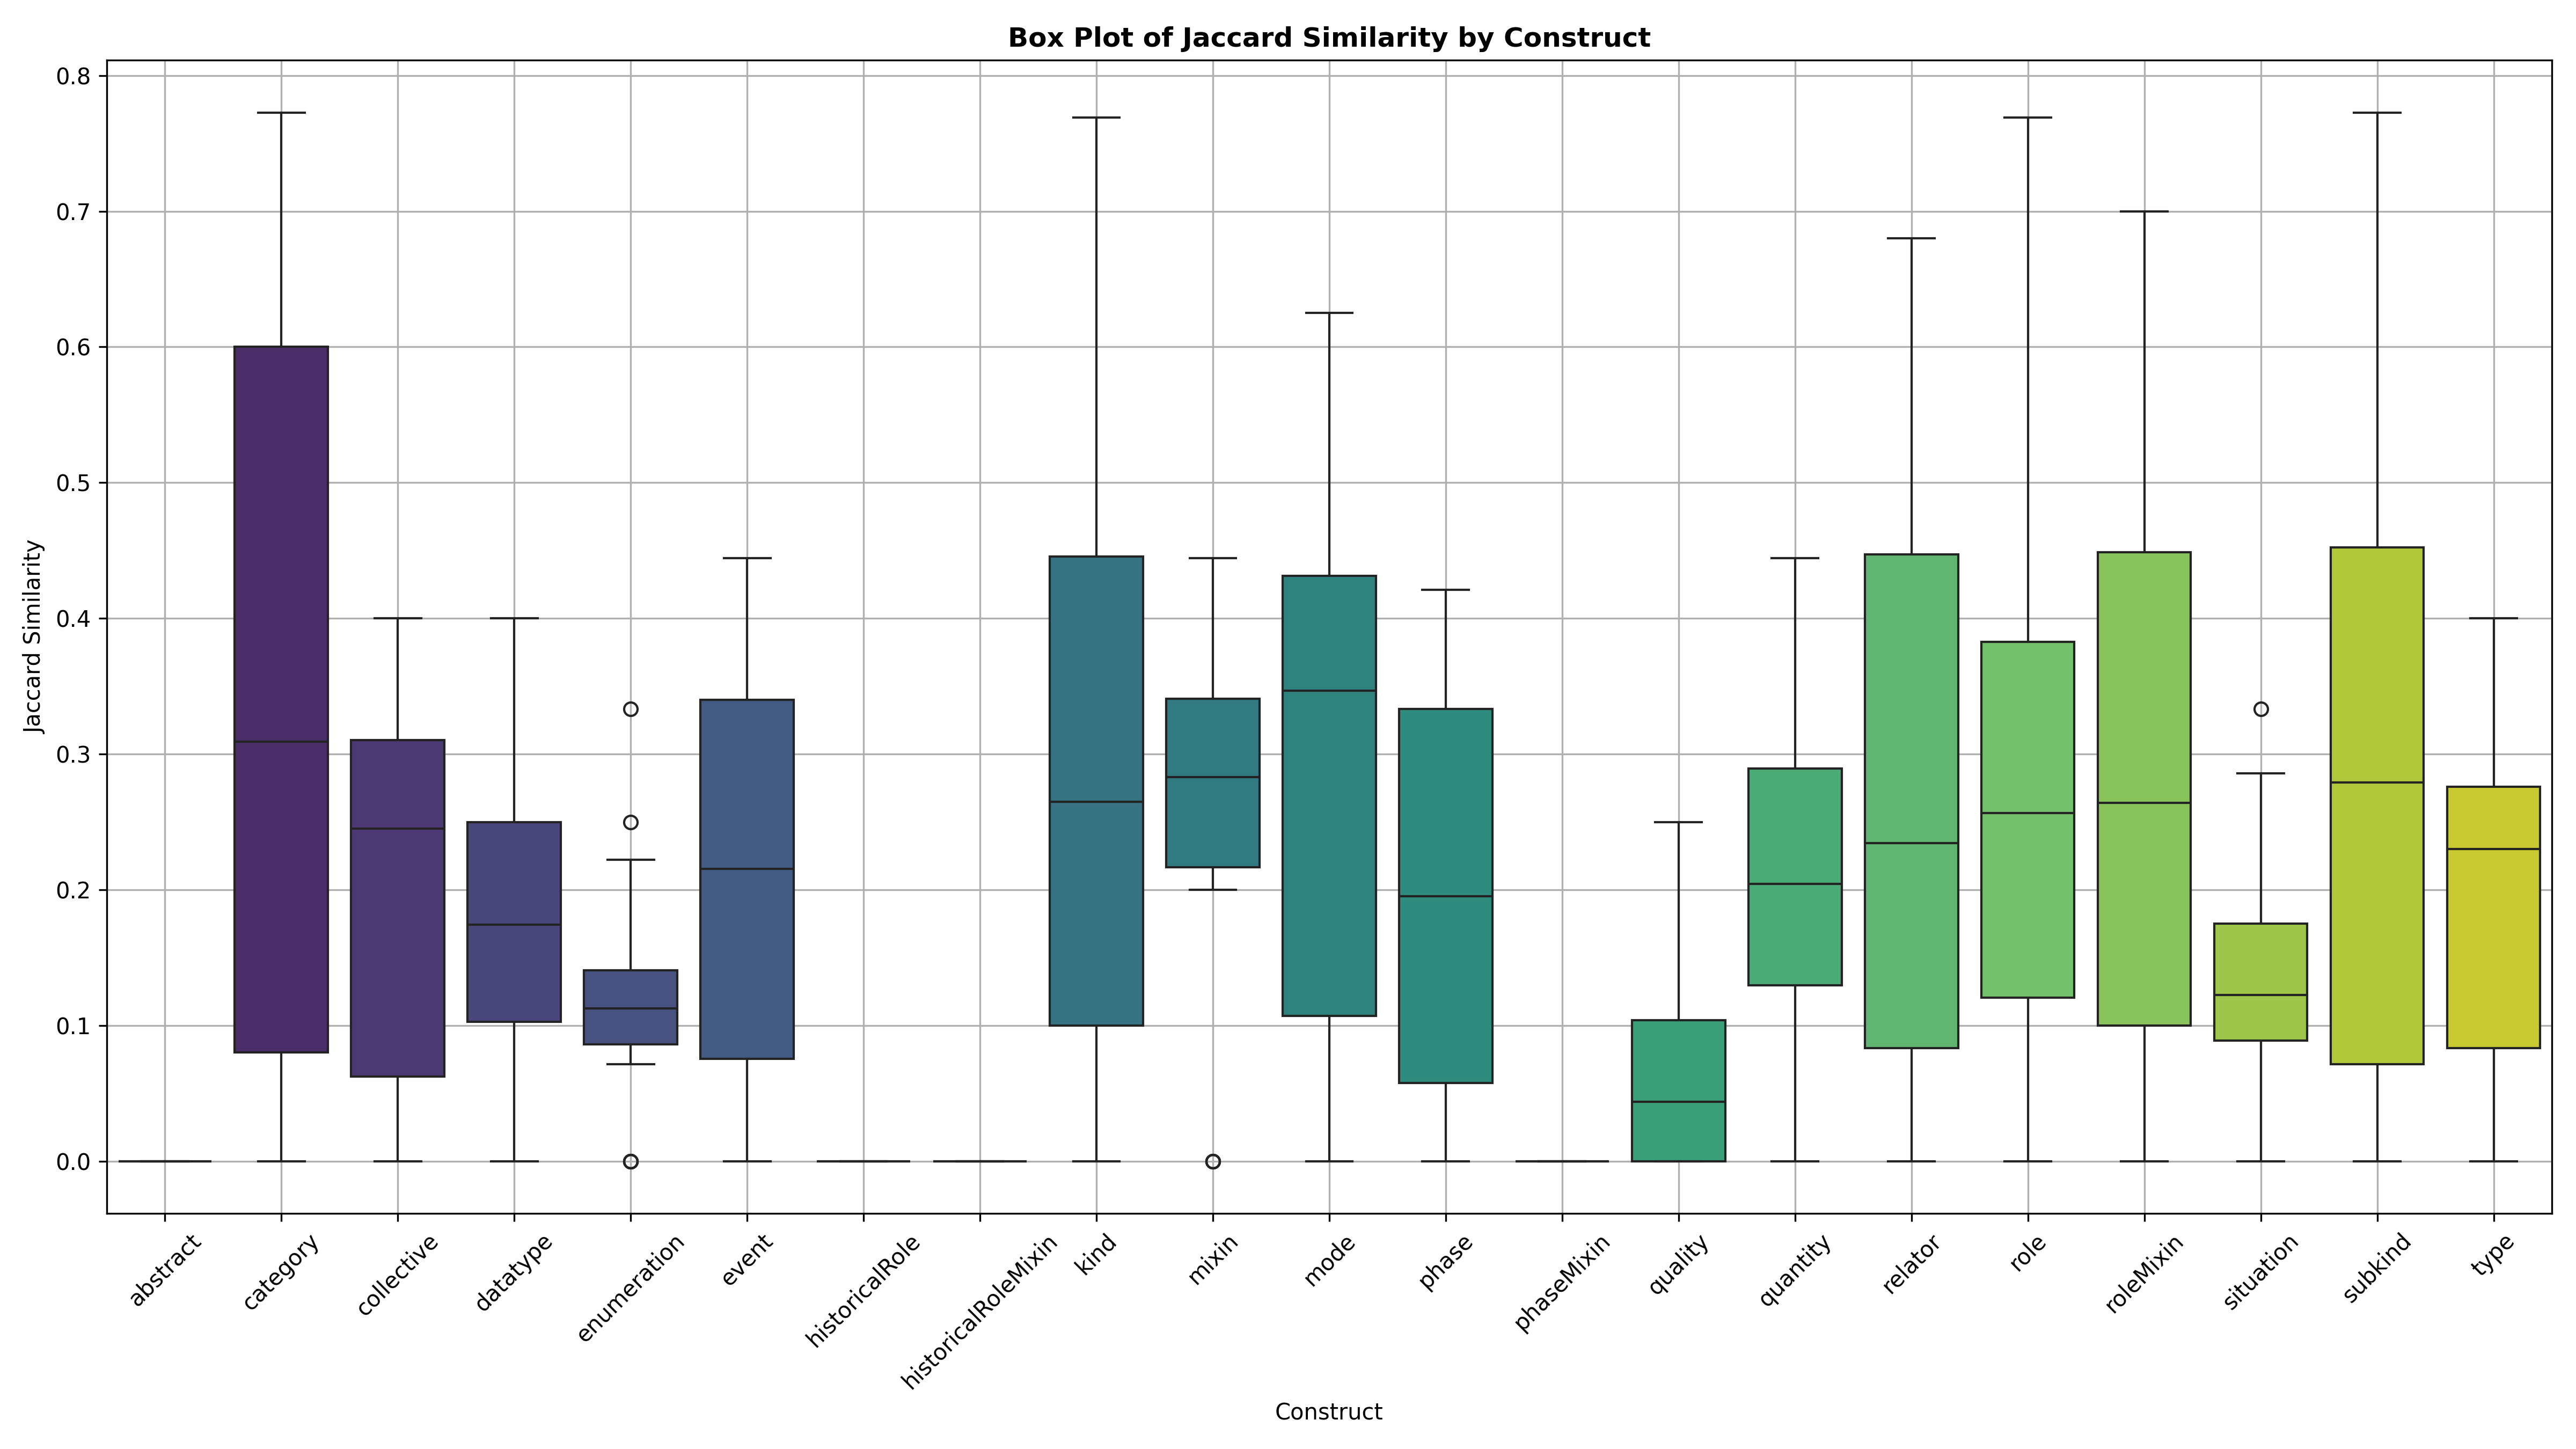 Box Plot of Jaccard Similarity by Construct
0.8
0.7
0.6
0.5
0.4
0.3
0.2
0.1
0.0
Jaccard Similarity
abstract
category
collective
datatype
enumeration
event
historicalRole
historicalRoleMixin
kind
mixin
mode
phase
phaseMixin
quality
quantity
relator
role
roleMixin
situation
subkind
type
Construct